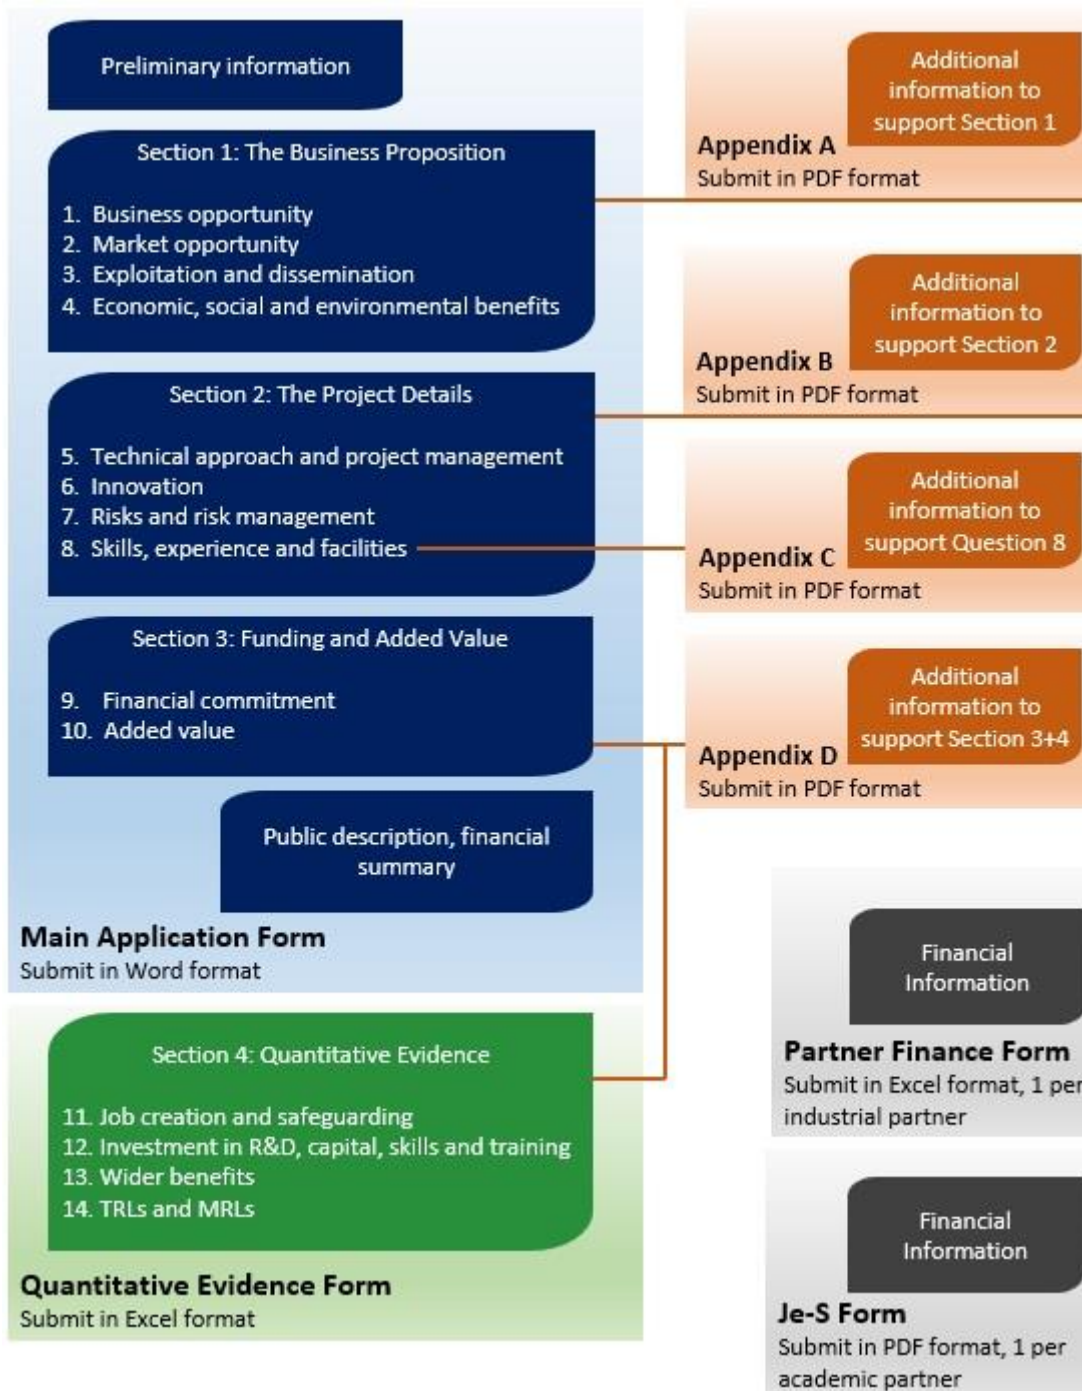 Preliminary information
Section 1: The Business Proposition
1. Business opportunity
2. Market opportunity
3. Exploitation and dissemination
4. Economic, social and environmental benefits
Section 2: The Project Details
5. Technical approach and project management
6. Innovation
7. Risks and risk management
8. Skills, experience and facilities
Section 3: Funding and Added Value
9. Financial commitment
10. Added value
Public description, financial
summary
Main Application Form
Submit in Word format
Section 4: Quantitative Evidence
11. Job creation and safeguarding
12. Investment in R&D, capital, skills and training
13. Wider benefits
14. TRLs and MRLs
Quantitative Evidence Form
Submit in Excel format
Additional
information to
support Section 1
Appendix A
Submit in PDF format
Additional
information to
support Section 2
Appendix B
Submit in PDF format
Additional
information to
support Question 8
Appendix C
Submit in PDF format
Additional
information to
support Section 3+4
Appendix D
Submit in PDF format
Financial
Information
Partner Finance Form
Submit in Excel format, 1 per
industrial partner
Financial
Information
Je-S Form
Submit in PDF format, 1 per
academic partner